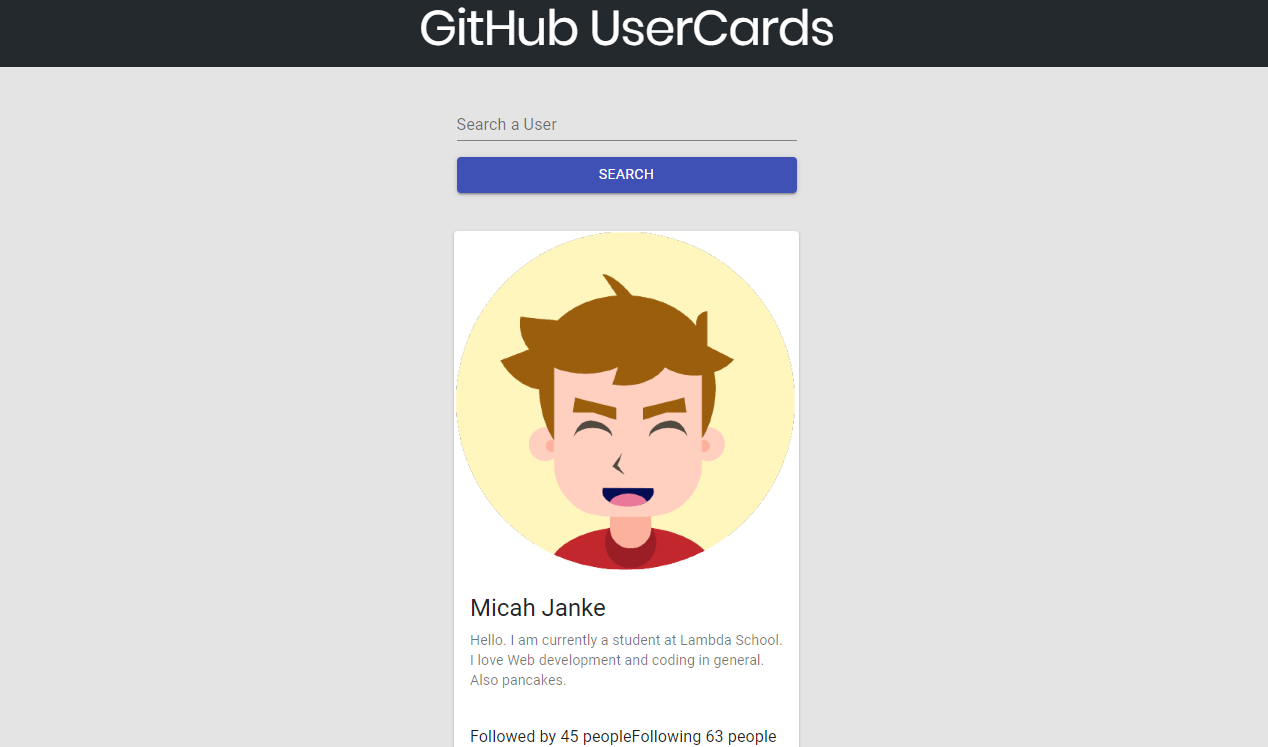 GitHub UserCards
Search a User
SEARCH
Micah Janke
Hello. I am currently a student at Lambda School.
I love Web development and coding in general.
Also pancakes.
Followed by 45 peopleFollowing 63 people